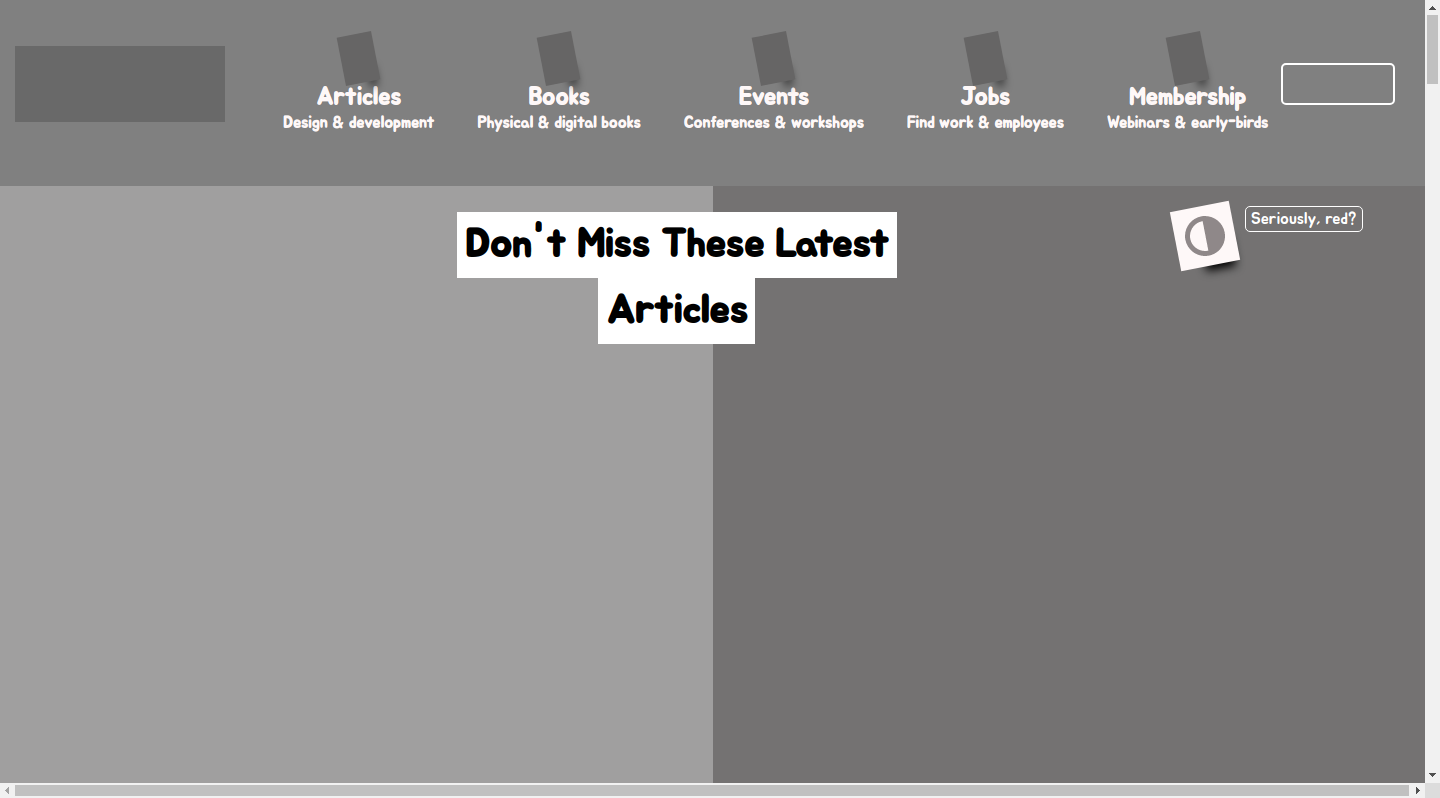 Articles
Design & development
Books
Physical & digital books
Events
Conferences & workshops
Jobs
Find work & employees
Membership
Webinars & early-birds
Don't Miss These Latest
Articles
Seriously, red?